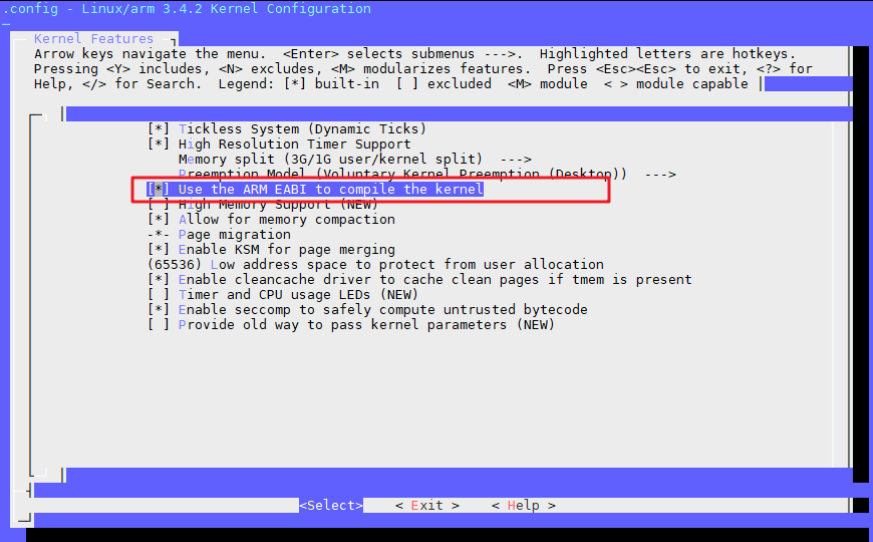 .config - Linux/arm 3.4.2 Kernel Configuration
Kernel Features
Arrow keys navigate the menu.  <Enter> selects submenus --->.  Highlighted letters are hotkeys.
Pressing <Y> includes, <N> excludes, <M> modularizes features.  Press <Esc><Esc> to exit, <?> for
Help, </> for Search.  Legend: [*] built-in  [ ] excluded  <M> module  < > module capable
[*] Tickless System (Dynamic Ticks)
[*] High Resolution Timer Support
Memory split (3G/1G user/kernel split)  --->
Preemption Model (Voluntary Kernel Preemption (Desktop))  --->
[*] Use the ARM EABI to compile the kernel
[ ] High Memory Support (NEW)
[*] Allow for memory compaction
-*- Page migration
[*] Enable KSM for page merging
(65536) Low address space to protect from user allocation
[*] Enable cleancache driver to cache clean pages if tmem is present
[ ] Timer and CPU usage LEDs (NEW)
[*] Enable seccomp to safely compute untrusted bytecode
[ ] Provide old way to pass kernel parameters (NEW)
<Select>    < Exit >    < Help >